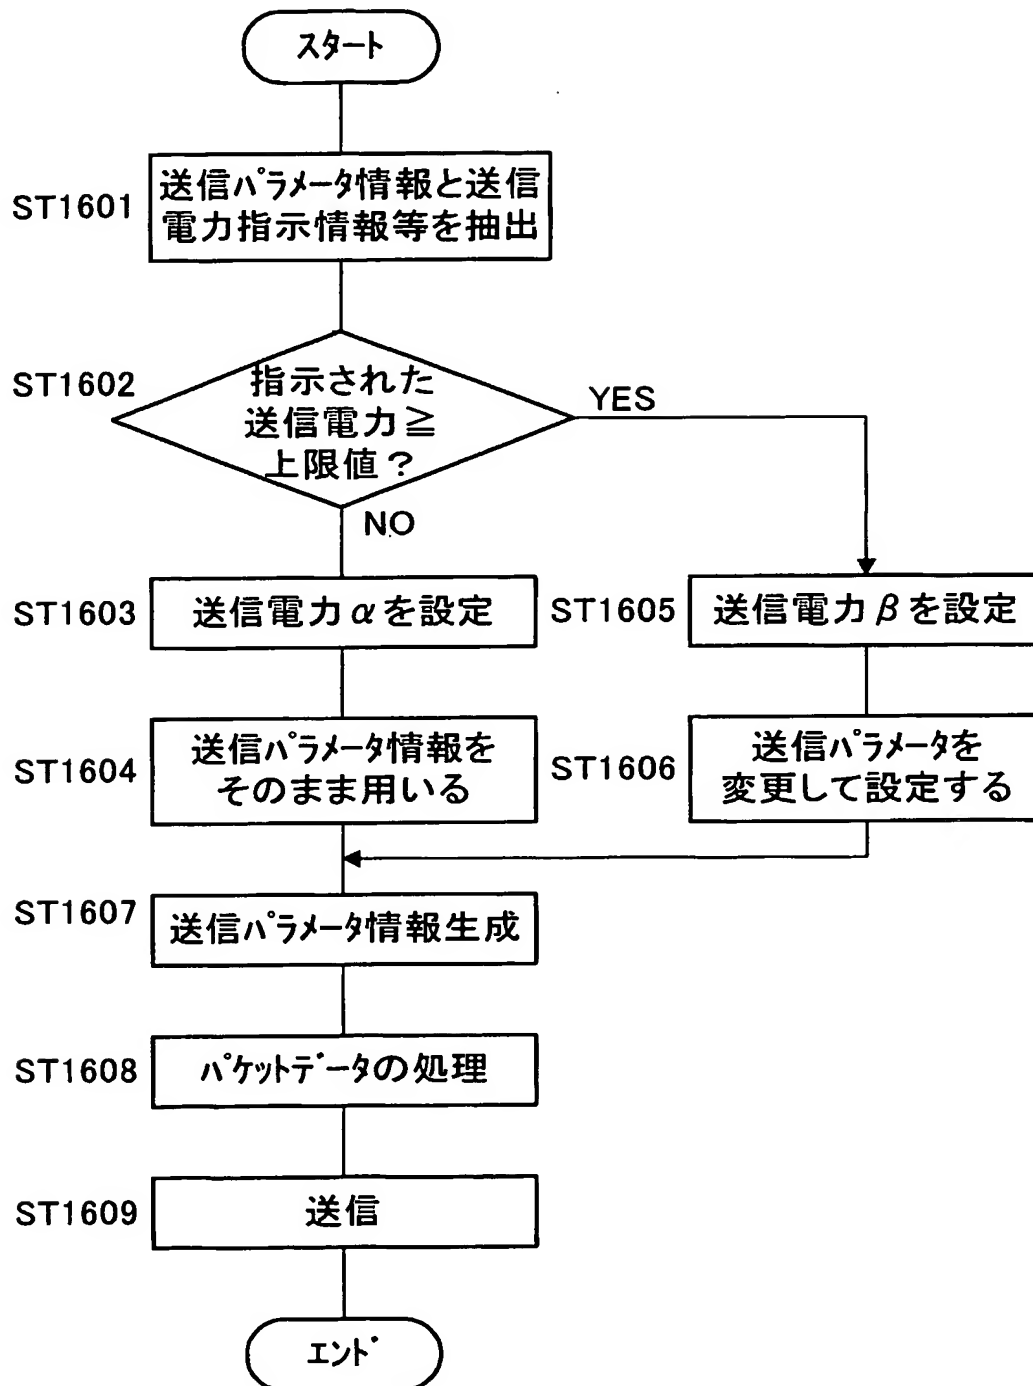 スタート
ST1601
送信パラメータ情報と送信
電力指示情報等を抽出
ST1602
指示された
送信電力≧
上限値？
YES
NO
ST1603
送信電力αを設定
ST1605
送信電力βを設定
ST1604
送信パラメータ情報を
そのまま用いる
ST1606
送信パラメータを
変更して設定する
ST1607
送信パラメータ情報生成
ST1608
パケットデータの処理
ST1609
送信
エンド